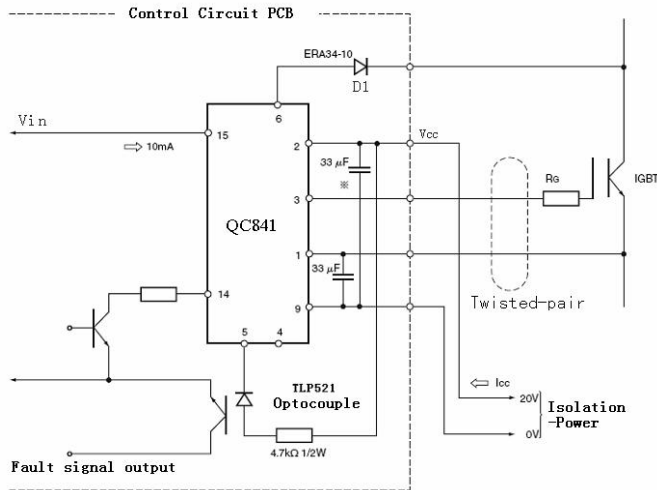 Control Circuit PCB
ERA34-10
D1
6
Vin
15
10mA
2
Vcc
33 µF
※
3
RG
IGBT
QC841
1
33 µF
14
9
Twisted-pair
5
4
TLP521
Optocouple
Icc
20V
Isolation
-Power
0V
4.7kΩ 1/2W
Fault signal output